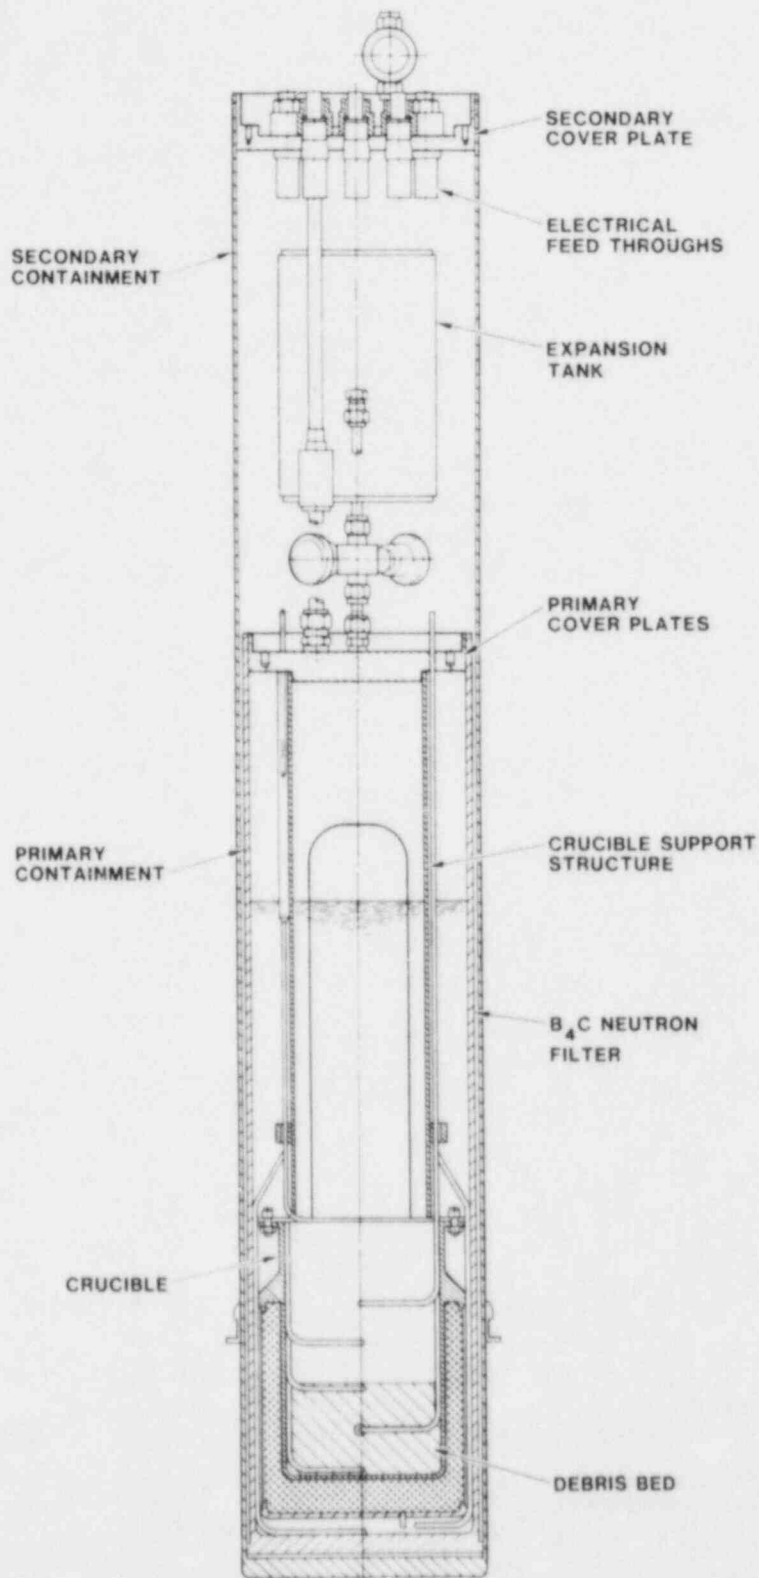 SECONDARY
COVER PLATE
ELECTRICAL
FEED THROUGHS
SECONDARY
CONTAINMENT
EXPANSION
TANK
PRIMARY
COVER PLATES
PRIMARY
CONTAINMENT
CRUCIBLE SUPPORT
STRUCTURE
B₄C NEUTRON
FILTER
CRUCIBLE
DEBRIS BED